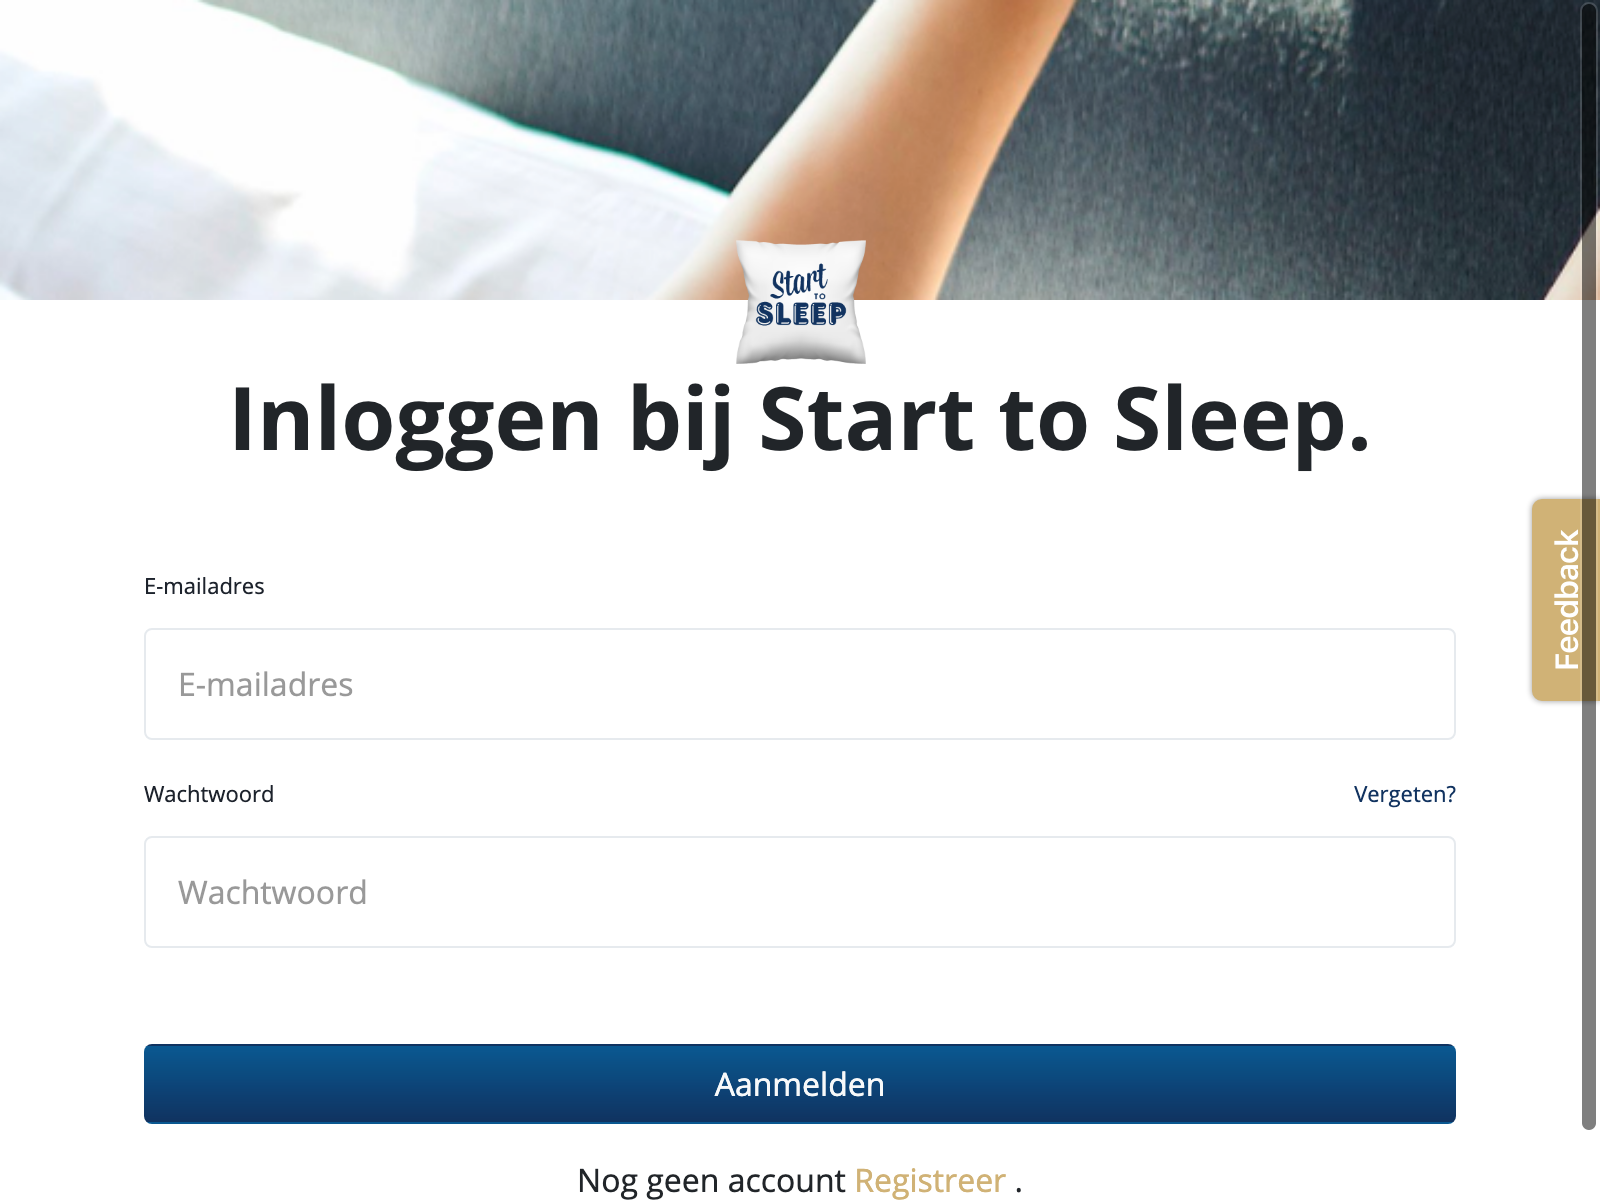 Start
TO
SLEEP
Inloggen bij Start to Sleep.
E-mailadres
E-mailadres
Wachtwoord
Vergeten?
Wachtwoord
Aanmelden
Nog geen account Registreer .
Feedback